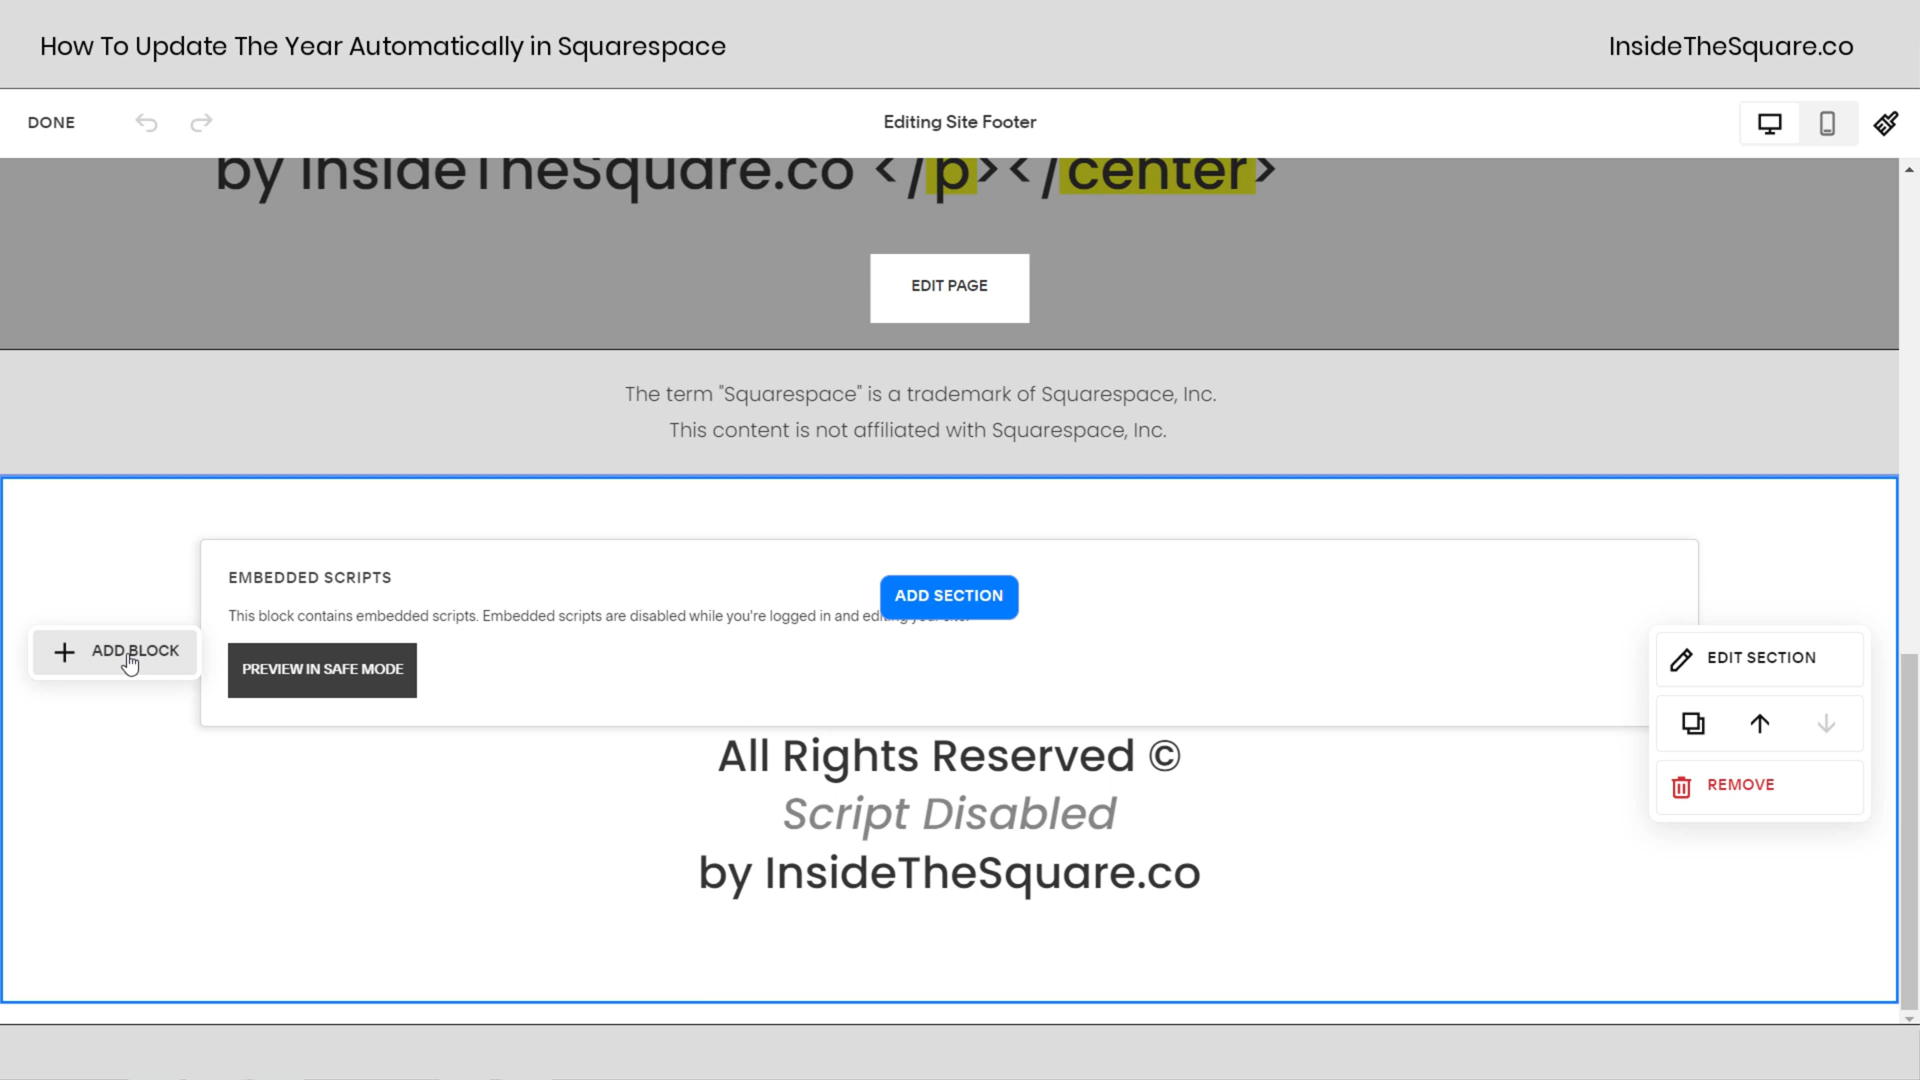 How To Update The Year Automatically in Squarespace
InsideTheSquare.co
DONE
Editing Site Footer
by InsideTheSquare.co </p></center>
EDIT PAGE
The term "Squarespace" is a trademark of Squarespace, Inc.
This content is not affiliated with Squarespace, Inc.
EMBEDDED SCRIPTS
ADD SECTION
This block contains embedded scripts. Embedded scripts are disabled while you're logged in and editing your site.
ADD BLOCK
PREVIEW IN SAFE MODE
EDIT SECTION
REMOVE
All Rights Reserved ©
Script Disabled
by InsideTheSquare.co